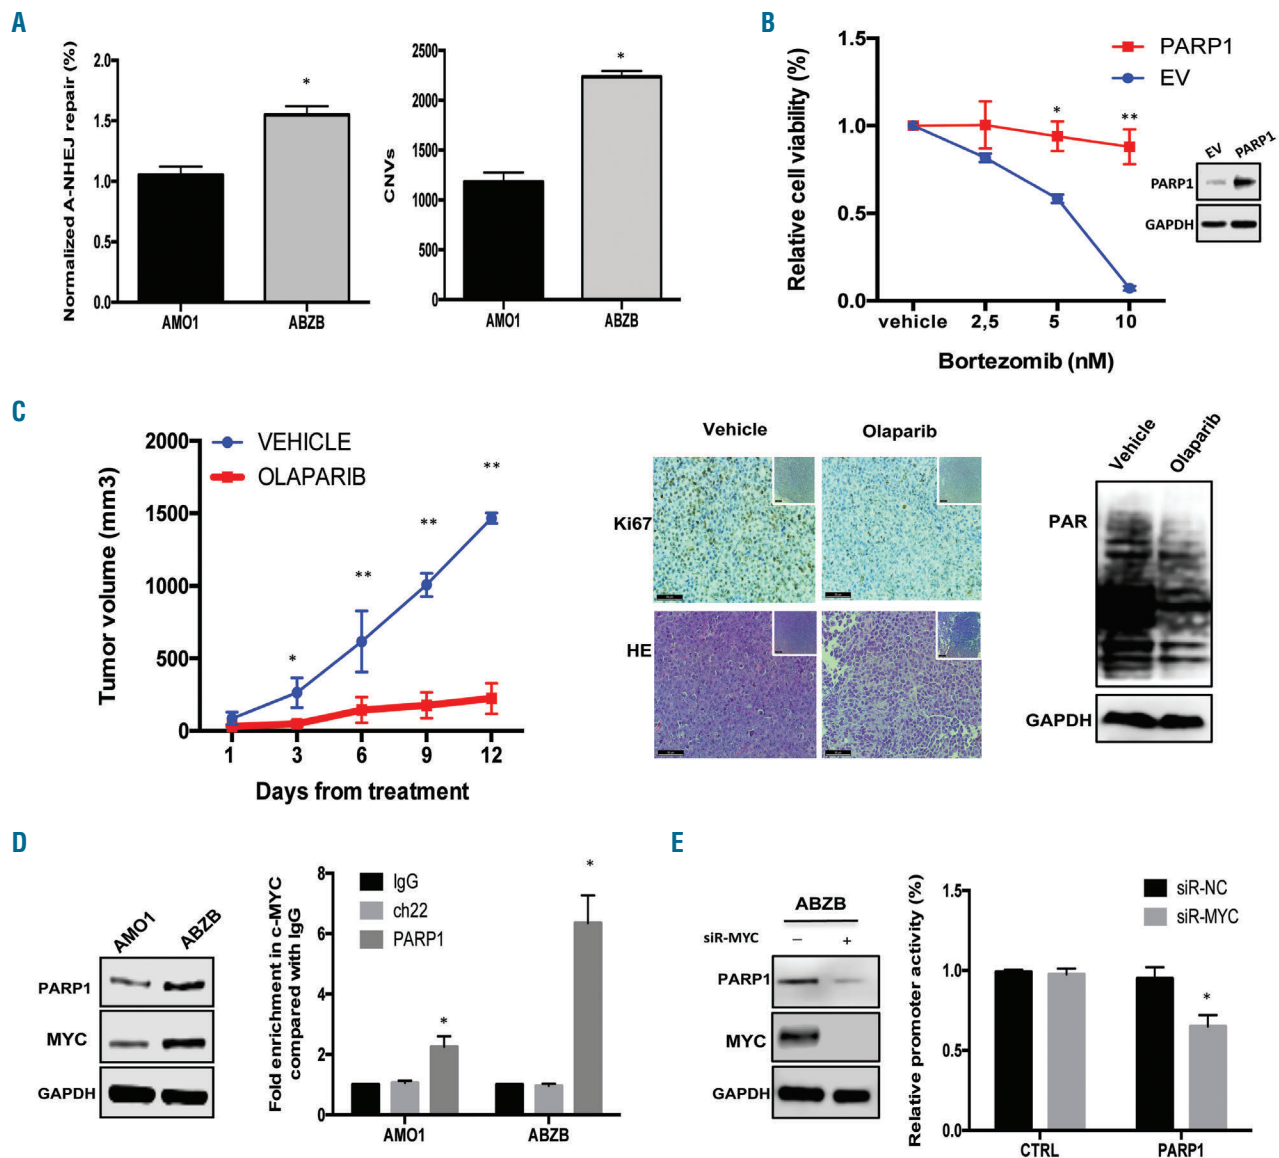 A
Normalized A-NHEJ repair (%)
2.0
1.5
1.0
0.5
0.0
*
AMO1
ABZB
CNVs
2500
2000
1500
1000
500
0
*
AMO1
ABZB
B
Relative cell viability (%)
1.5
1.0
0.5
0.0
PARP1
EV
*
**
vehicle
2,5
5
10
Bortezomib (nM)
EV
PARP1
PARP1
GAPDH
C
Tumor volume (mm3)
2000
1500
1000
500
0
VEHICLE
OLAPARIB
*
**
**
**
1
3
6
9
12
Days from treatment
Vehicle
Olaparib
Ki67
HE
Vehicle
Olaparib
PAR
GAPDH
D
AMO1
ABZB
PARP1
MYC
GAPDH
Fold enrichment in c-MYC
compared with IgG
8
6
4
2
0
IgG
ch22
PARP1
*
*
AMO1
ABZB
E
ABZB
siR-MYC
–
+
PARP1
MYC
GAPDH
Relative promoter activity (%)
1.5
1.0
0.5
0.0
siR-NC
siR-MYC
*
CTRL
PARP1